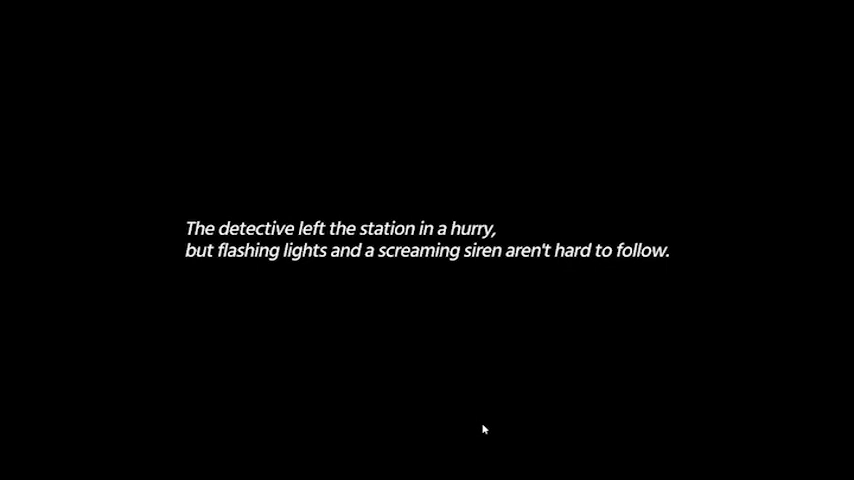 The detective left the station in a hurry,
but flashing lights and a screaming siren aren't hard to follow.